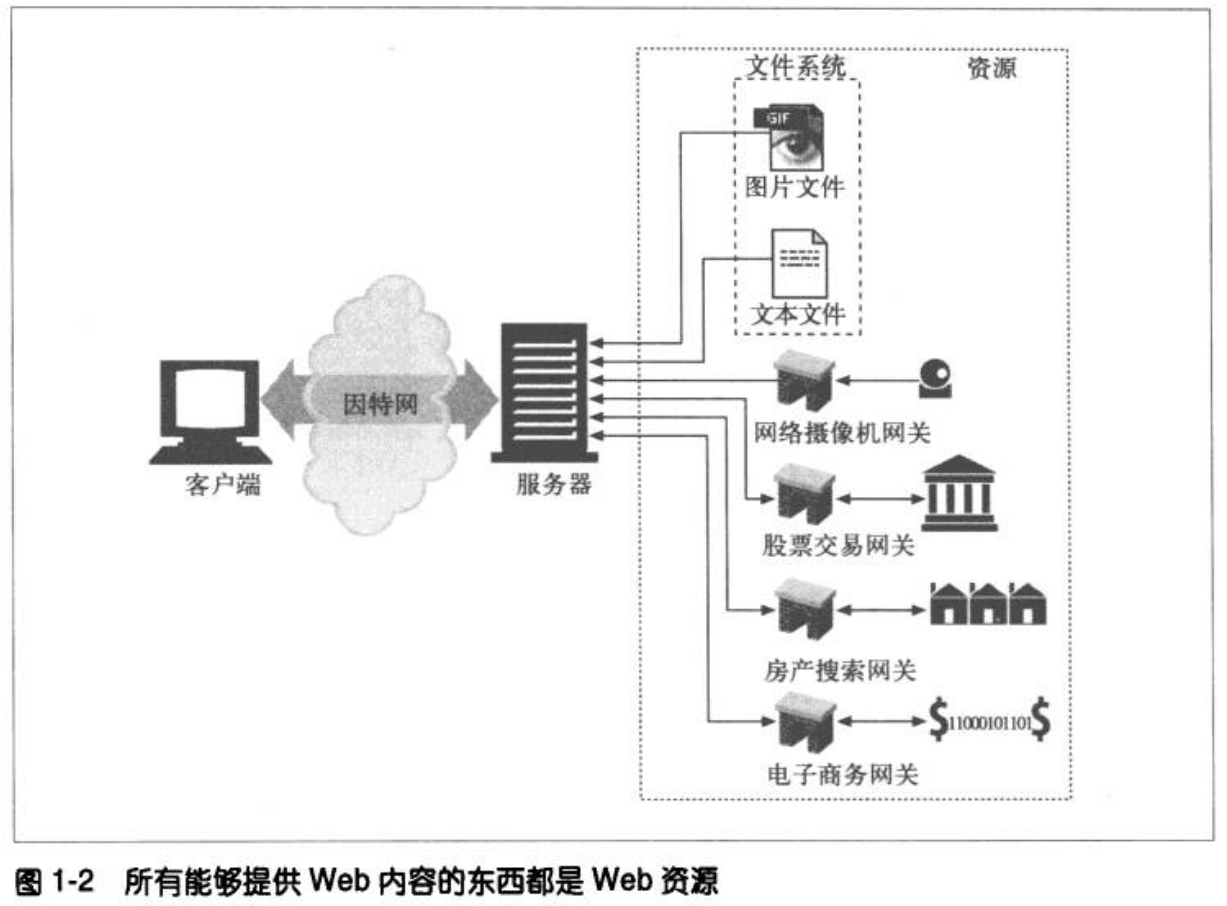 文件系统
资源
GIF
图片文件
文本文件
因特网
客户端
服务器
网络摄像机网关
股票交易网关
房产搜索网关
$11000101101$
电子商务网关
图 1-2 所有能够提供 Web 内容的东西都是 Web 资源